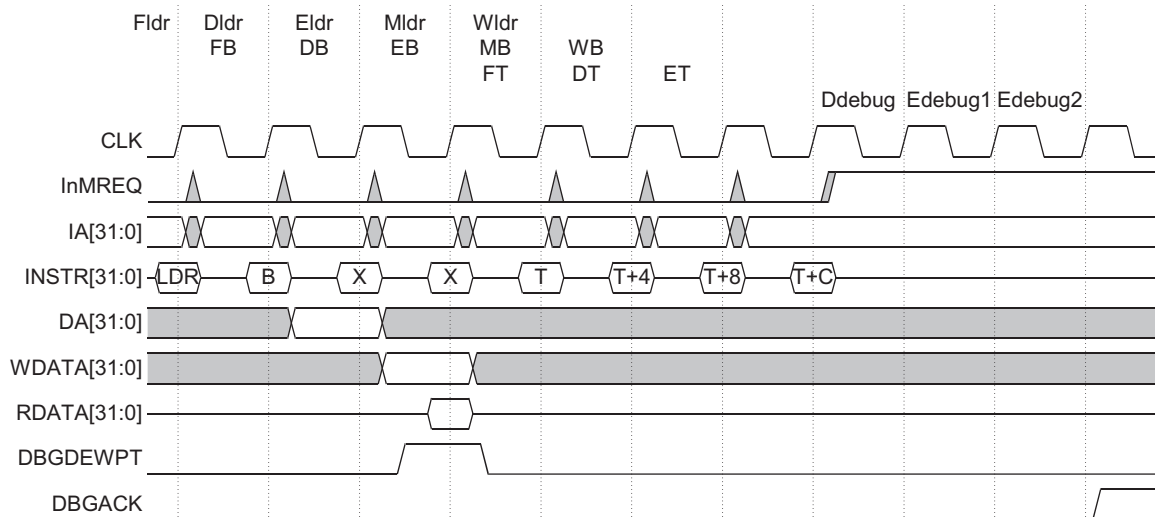 Fldr Dldr Eldr Mldr Wldr
FB DB EB MB WB
FT DT ET
Ddebug Edebug1 Edebug2
CLK
InMREQ
IA[31:0]
INSTR[31:0] LDR B X X T T+4 T+8 T+C
DA[31:0]
WDATA[31:0]
RDATA[31:0]
DBGDEWPT
DBGACK